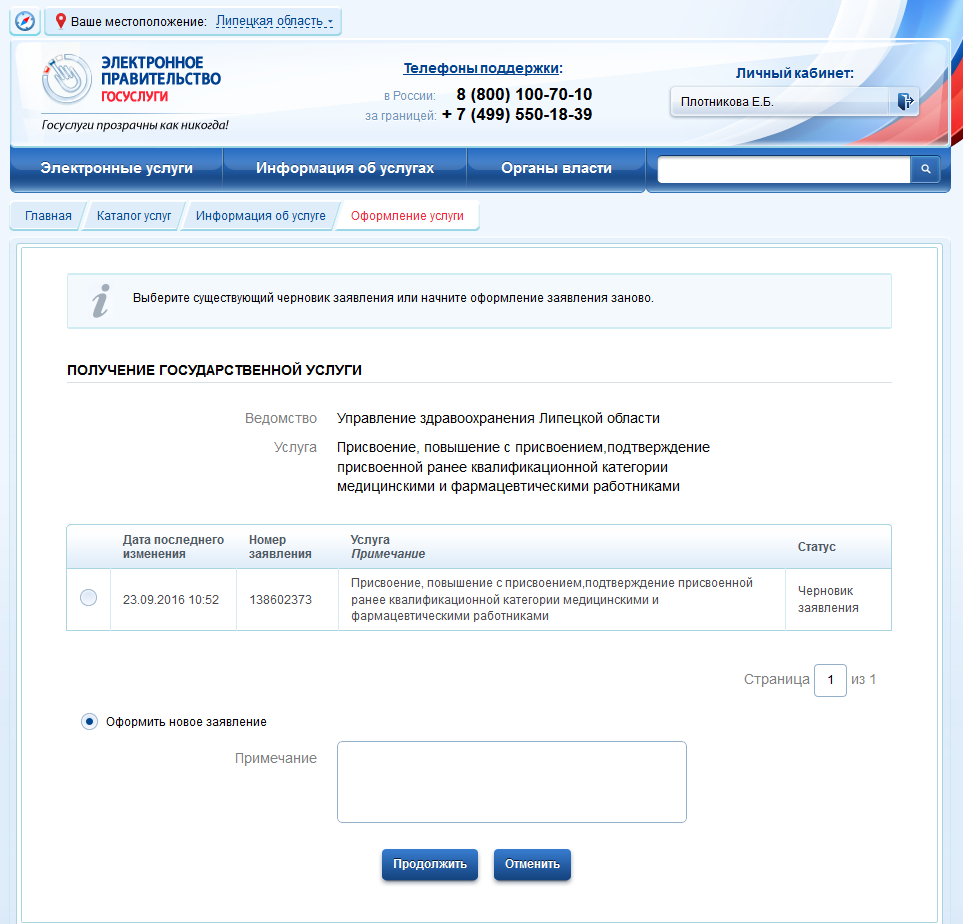 Ваше местоположение: Липецкая область
ЭЛЕКТРОННОЕ
ПРАВИТЕЛЬСТВО
ГОСУСЛУГИ
Госуслуги прозрачны как никогда!
Телефоны поддержки:
в России: 8 (800) 100-70-10
за границей: + 7 (499) 550-18-39
Личный кабинет:
Плотникова Е.Б.
Электронные услуги Информация об услугах Органы власти
Главная Каталог услуг Информация об услуге Оформление услуги
Выберите существующий черновик заявления или начните оформление заявления заново.
ПОЛУЧЕНИЕ ГОСУДАРСТВЕННОЙ УСЛУГИ
Ведомство Управление здравоохранения Липецкой области
Услуга Присвоение, повышение с присвоением,подтверждение
присвоенной ранее квалификационной категории
медицинскими и фармацевтическими работниками
Дата последнего
изменения
Номер
заявления
Услуга
Примечание
Статус
23.09.2016 10:52
138602373
Присвоение, повышение с присвоением,подтверждение присвоенной
ранее квалификационной категории медицинскими и
фармацевтическими работниками
Черновик
заявления
Страница 1 из 1
Оформить новое заявление
Примечание
Продолжить Отменить